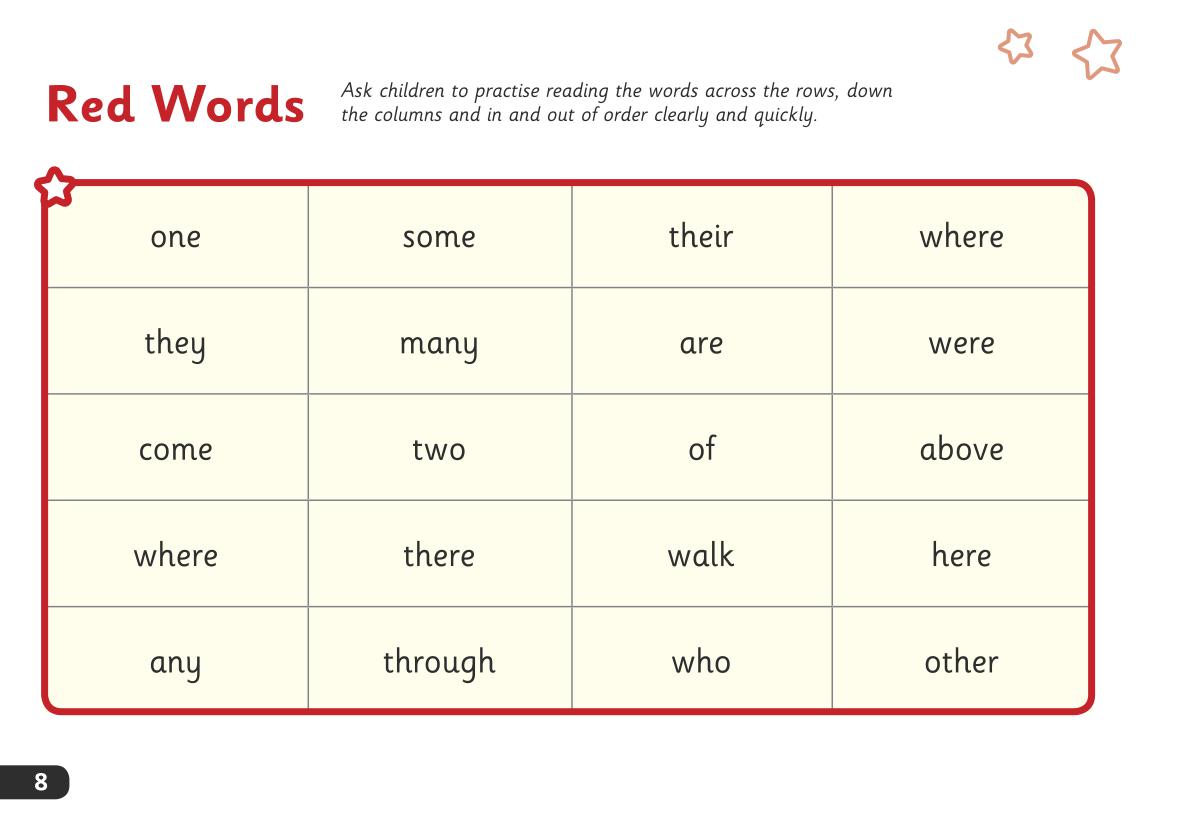 Red Words
Ask children to practise reading the words across the rows, down
the columns and in and out of order clearly and quickly.
one some their where
they many are were
come two of above
where there walk here
any through who other
8